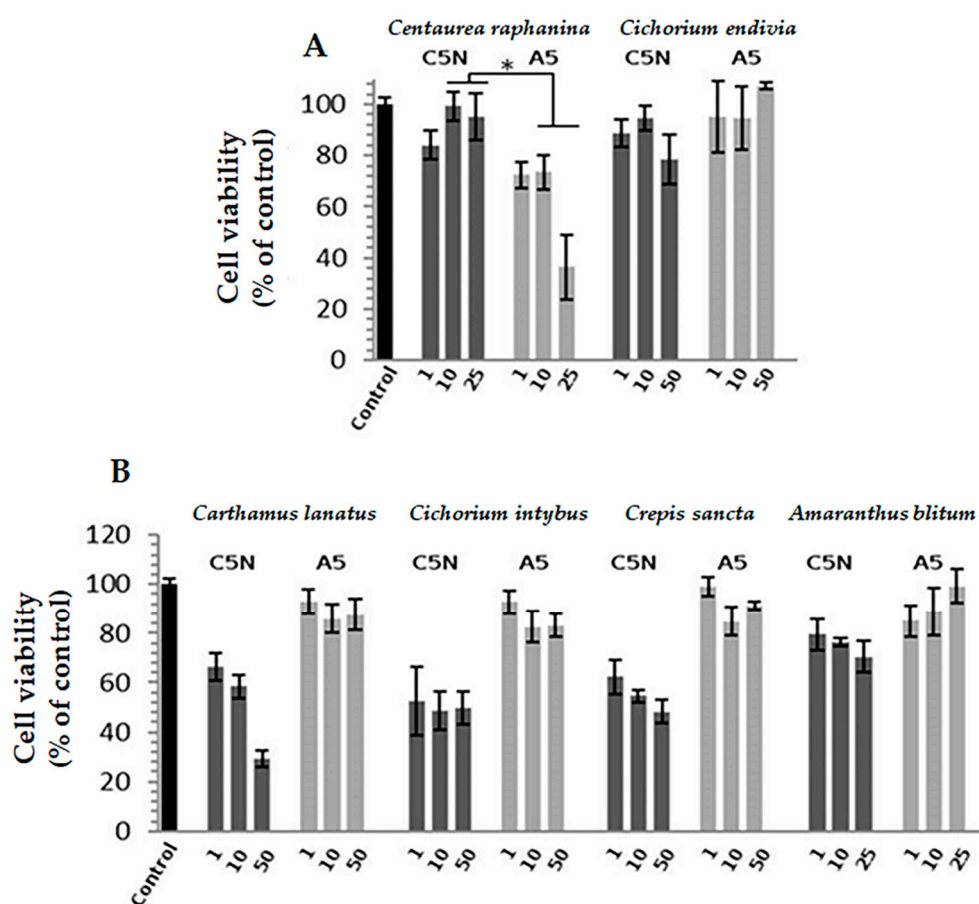 A
Centaurea raphanina Cichorium endivia
C5N A5 C5N A5
*
Cell viability
(% of control)
100
80
60
40
20
0
Control 1 10 25 1 10 25 1 10 50 1 10 50
B
Carthamus lanatus Cichorium intybus Crepis sancta Amaranthus blitum
C5N A5 C5N A5 C5N A5 C5N A5
Cell viability
(% of control)
120
100
80
60
40
20
0
Control 1 10 50 1 10 50 1 10 50 1 10 50 1 10 50 1 10 50 1 10 25 1 10 25